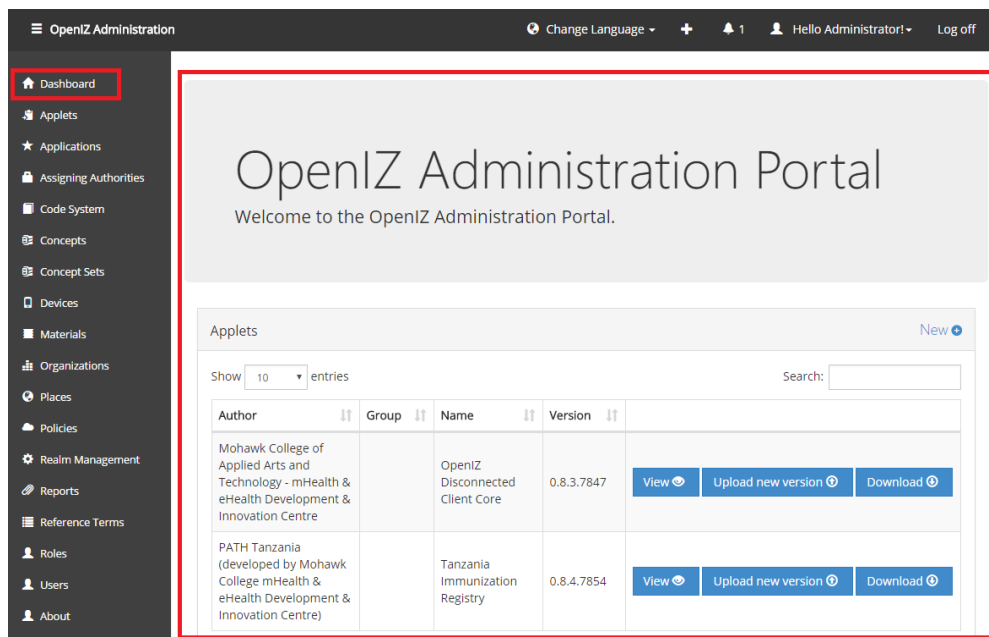 OpenIZ Administration
Change Language
1
Hello Administrator!
Log off
Dashboard
Applets
Applications
Assigning Authorities
Code System
Concepts
Concept Sets
Devices
Materials
Organizations
Places
Policies
Realm Management
Reports
Reference Terms
Roles
Users
About
OpenIZ Administration Portal
Welcome to the OpenIZ Administration Portal.
Applets
New
Show 10 entries
Search:
Author Group Name Version
Mohawk College of
Applied Arts and
Technology - mHealth &
eHealth Development &
Innovation Centre
OpenIZ
Disconnected
Client Core
0.8.3.7847
View
Upload new version
Download
PATH Tanzania
(developed by Mohawk
College mHealth &
eHealth Development &
Innovation Centre)
Tanzania
Immunization
Registry
0.8.4.7854
View
Upload new version
Download